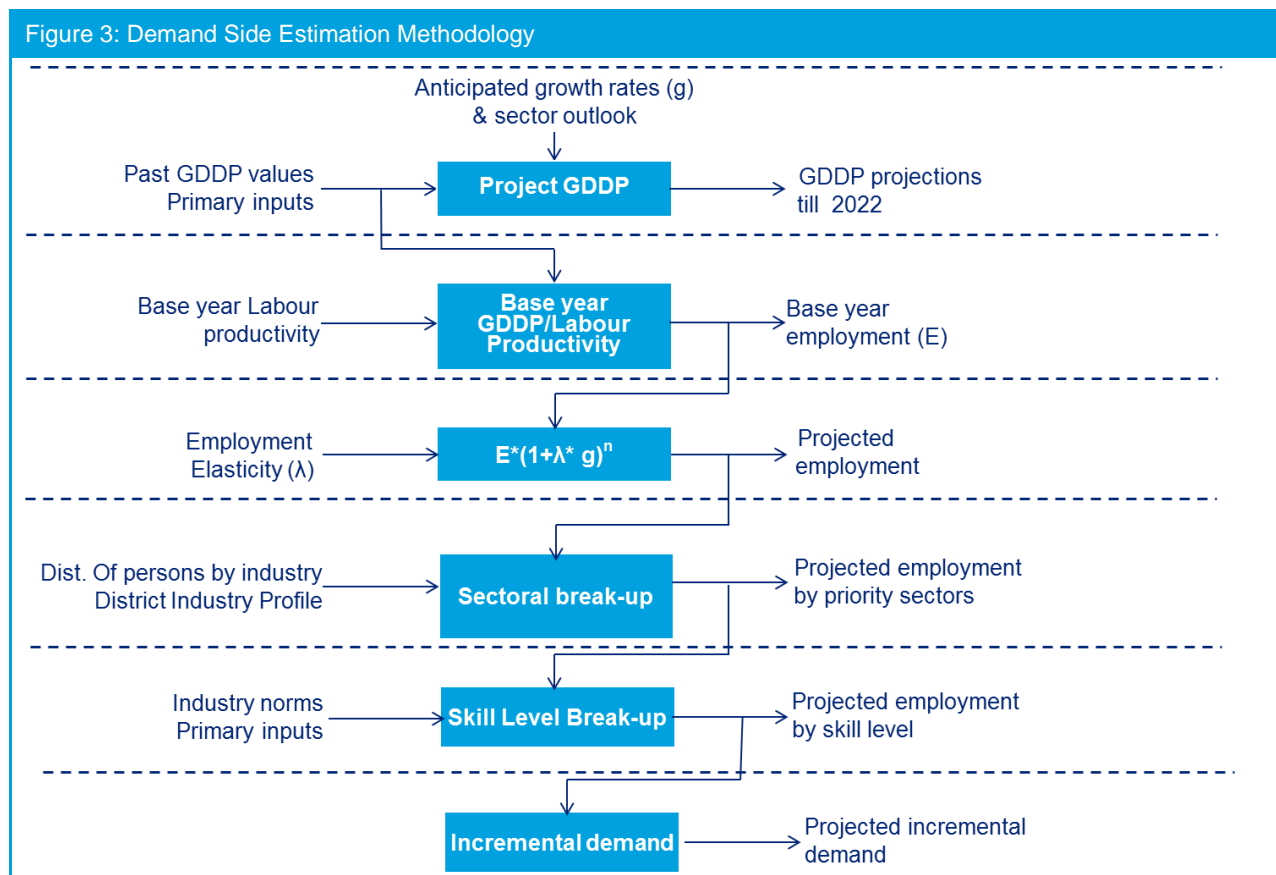 Figure 3: Demand Side Estimation Methodology
Anticipated growth rates (g)
& sector outlook
Past GDDP values
Primary inputs
Project GDDP
GDDP projections
till 2022
Base year Labour
productivity
Base year
GDDP/Labour
Productivity
Base year
employment (E)
Employment
Elasticity (λ)
E*(1+λ* g)ⁿ
Projected
employment
Dist. Of persons by industry
District Industry Profile
Sectoral break-up
Projected employment
by priority sectors
Industry norms
Primary inputs
Skill Level Break-up
Projected employment
by skill level
Incremental demand
Projected incremental
demand